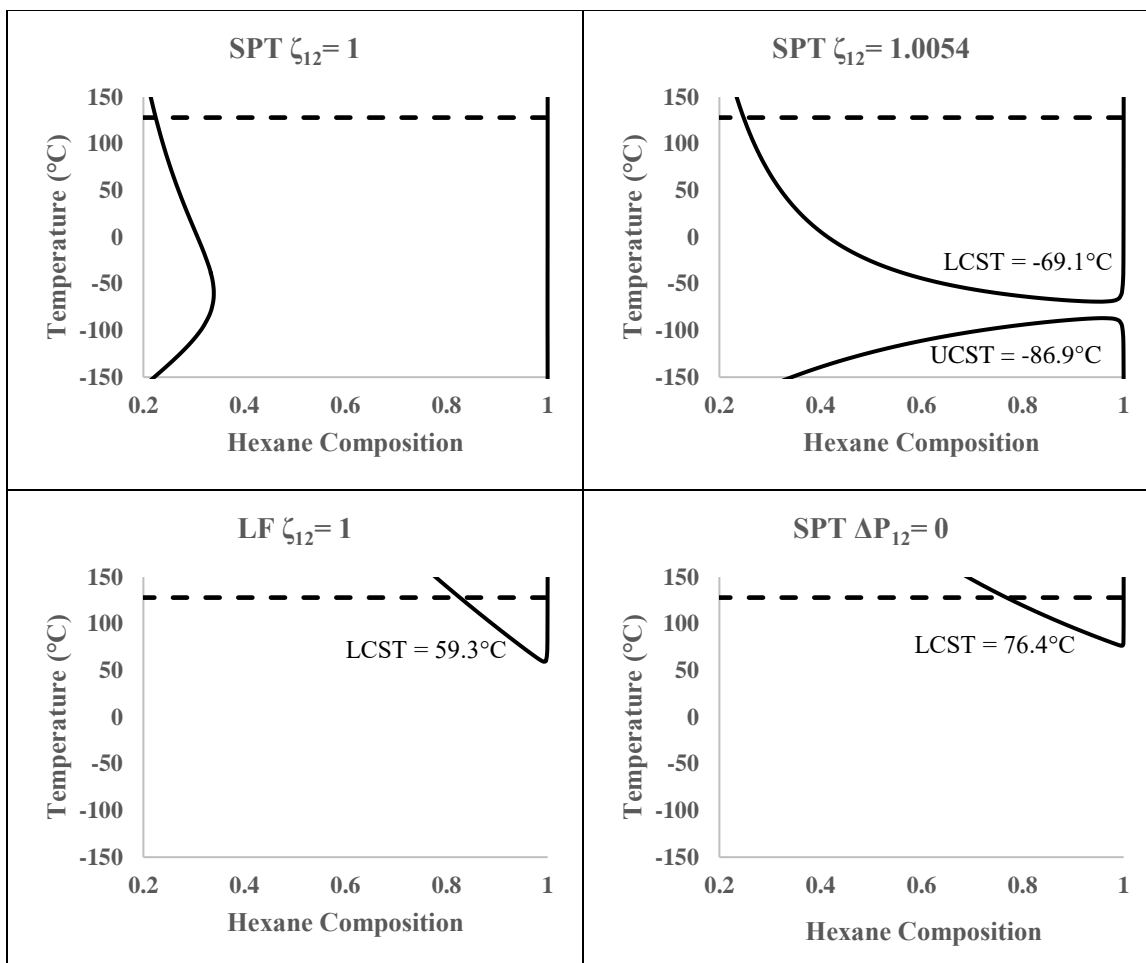 SPT ζ12= 1
150
100
50
0
-50
-100
-150
Temperature (°C)
0.2 0.4 0.6 0.8 1
Hexane Composition
SPT ζ12= 1.0054
150
100
50
0
-50
-100
-150
Temperature (°C)
LCST = -69.1°C
UCST = -86.9°C
0.2 0.4 0.6 0.8 1
Hexane Composition
LF ζ12= 1
150
100
50
0
-50
-100
-150
Temperature (°C)
LCST = 59.3°C
0.2 0.4 0.6 0.8 1
Hexane Composition
SPT ΔP12= 0
150
100
50
0
-50
-100
-150
Temperature (°C)
LCST = 76.4°C
0.2 0.4 0.6 0.8 1
Hexane Composition